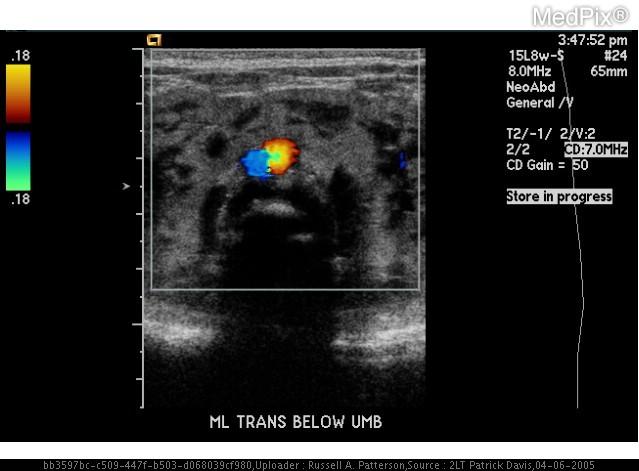 MedPix®
3:47:52 pm
.18
15L8w-S #24
8.0MHz 65mm
NeoAbd
General /V
T2/-1/ 2/V:2
2/2 CD:7.0MHz
CD Gain = 50
.18
Store in progress
ML TRANS BELOW UMB
bb3597bc-c509-447f-b503-d068039cf980,Uploader : Russell A. Patterson,Source : 2LT Patrick Davis,04-06-2005